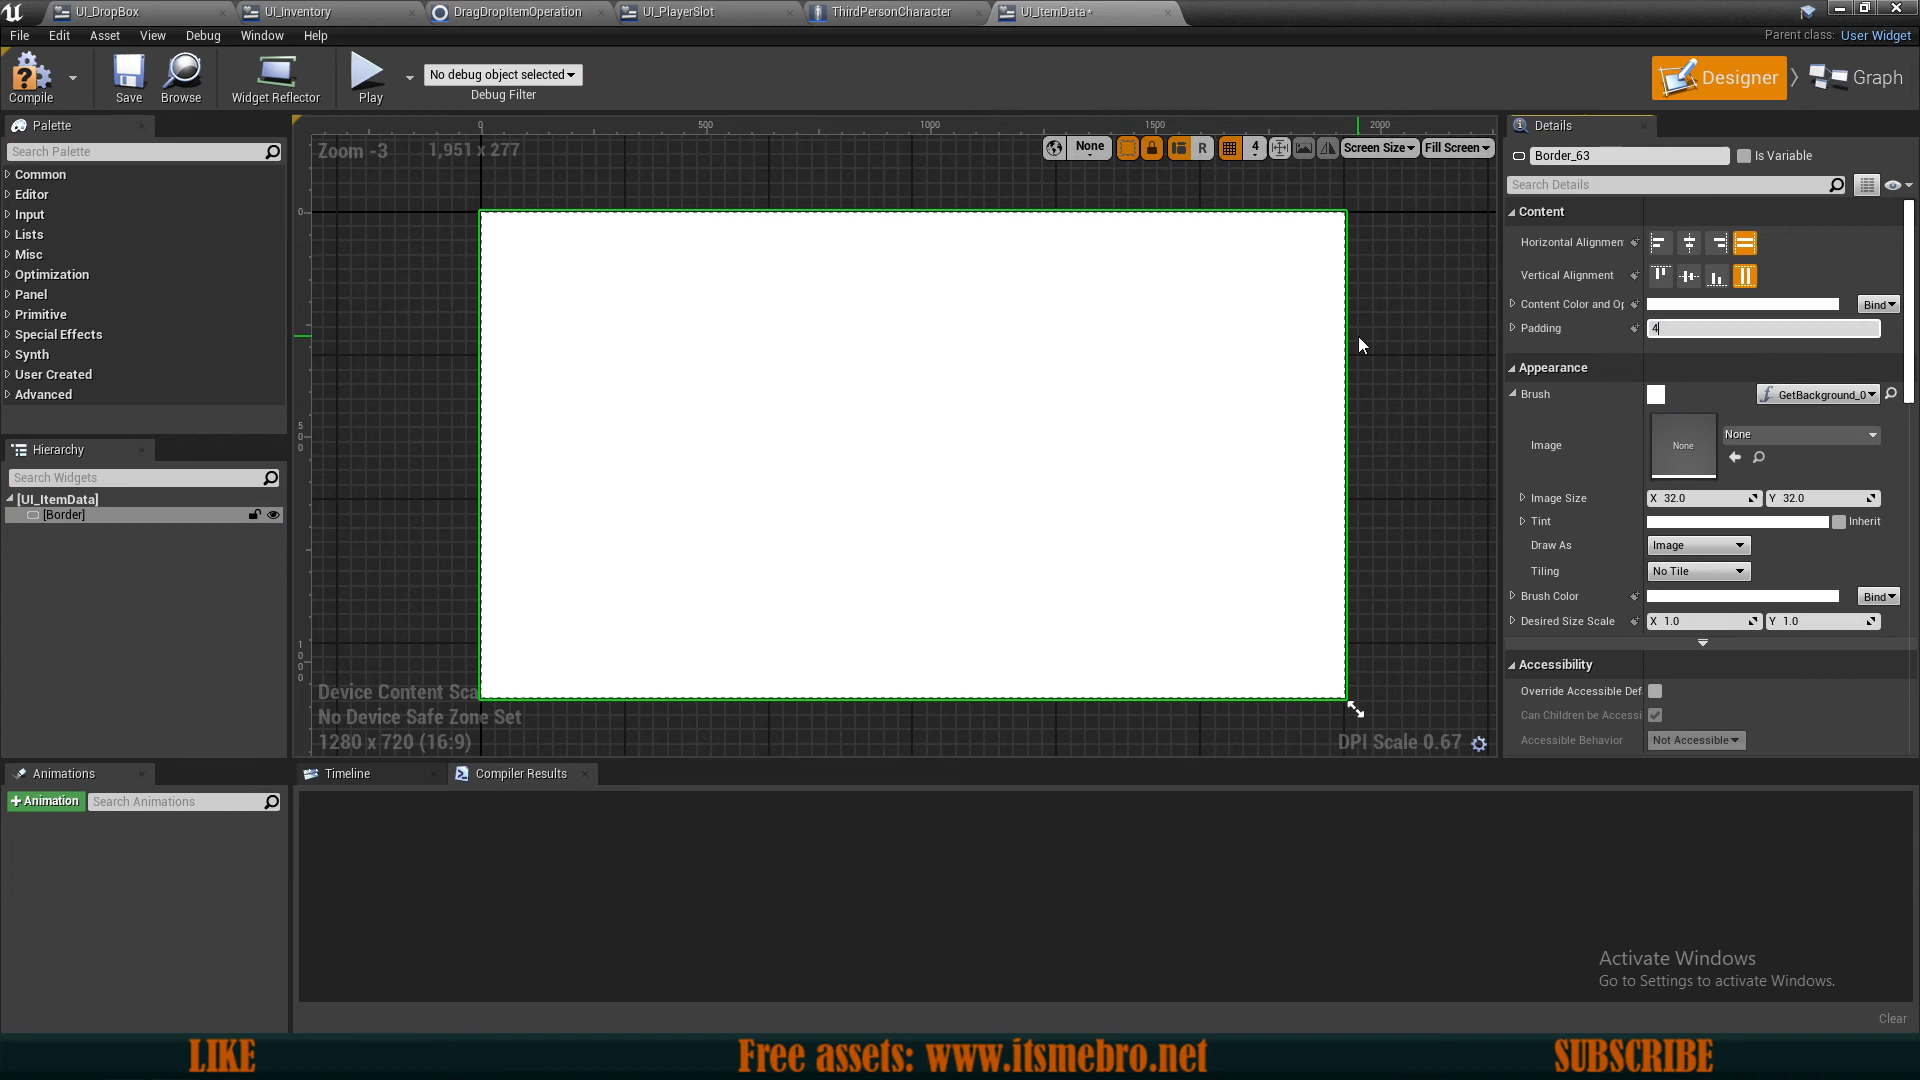 UI_DropBox
UI_Inventory
DragDropItemOperation
UI_PlayerSlot
ThirdPersonCharacter
UI_ItemData*
File Edit Asset View Debug Window Help
Parent class: User Widget
Compile
Save
Browse
Widget Reflector
Play
No debug object selected
Debug Filter
Designer
Graph
Palette
Search Palette
Common
Editor
Input
Lists
Misc
Optimization
Panel
Primitive
Special Effects
Synth
User Created
Advanced
Hierarchy
Search Widgets
[UI_ItemData]
[Border]
Animations
+Animation
Search Animations
0 500 1000 1500 2000
Zoom -3 1,951 x 277
None
R
4
Screen Size
Fill Screen
0
500
1000
Device Content Sca
No Device Safe Zone Set
1280 x 720 (16:9)
DPI Scale 0.67
Timeline
Compiler Results
Details
Border_63
Is Variable
Search Details
Content
Horizontal Alignmen
Vertical Alignment
Content Color and Op
Bind
Padding
4
Appearance
Brush
GetBackground_0
Image
None
None
Image Size
X 32.0
Y 32.0
Tint
Inherit
Draw As
Image
Tiling
No Tile
Brush Color
Bind
Desired Size Scale
X 1.0
Y 1.0
Accessibility
Override Accessible Def
Can Children be Accessi
Accessible Behavior
Not Accessible
Activate Windows
Go to Settings to activate Windows.
Clear
LIKE
Free assets: www.itsmebro.net
SUBSCRIBE